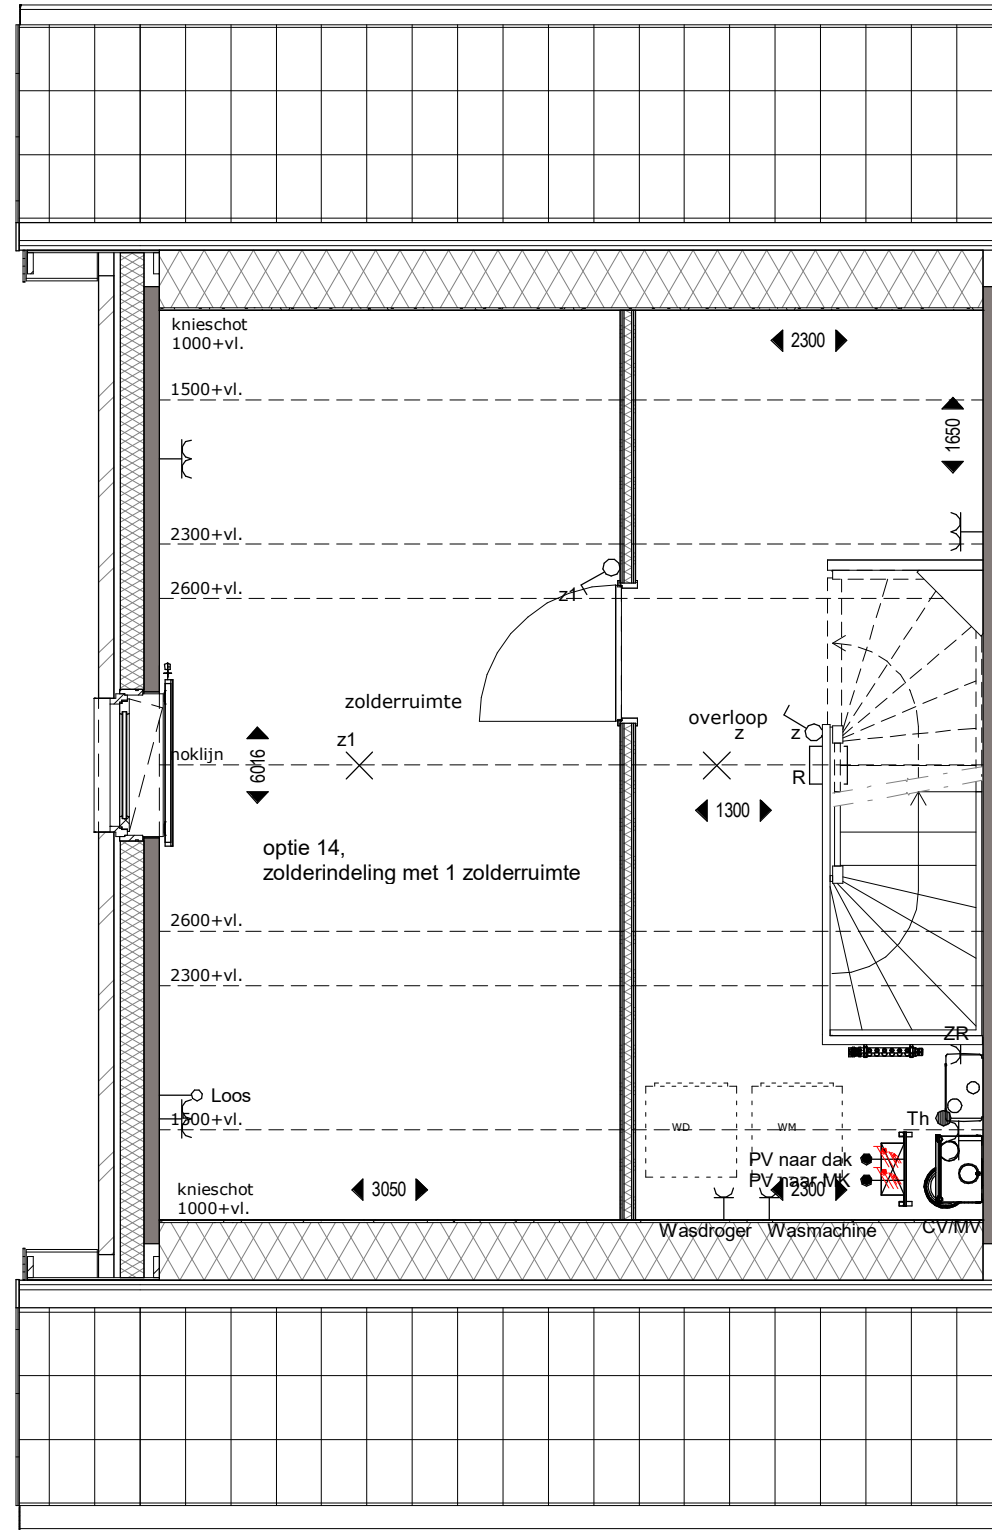 knieschot
1000+vl.
2300
1500+vl.
1650
2300+vl.
2600+vl.
z1
zolderruimte
overloop
z1
z
z
noklijn
6016
R
1300
optie 14,
zolderindeling met 1 zolderruimte
2600+vl.
2300+vl.
ZR
Loos
1500+vl.
Th
WD
WM
PV naar dak
PV naar MK
knieschot
1000+vl.
3050
2300
Wasdroger
Wasmachine
CV/MV